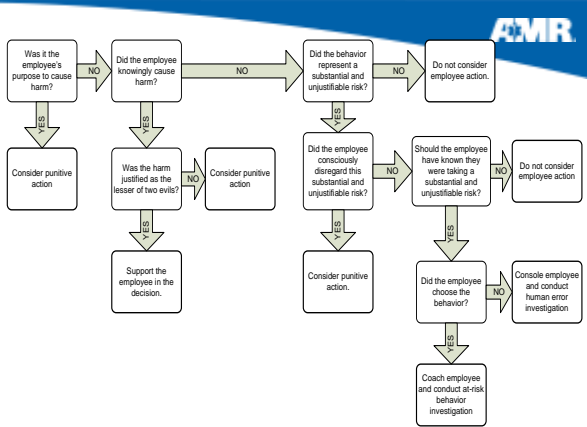 AMR
Was it the
employee's
purpose to cause
harm?
NO
Did the employee
knowingly cause
harm?
NO
Did the behavior
represent a
substantial and
unjustifiable risk?
NO
Do not consider
employee action.
YES
YES
YES
Consider punitive
action
Was the harm
justified as the
lesser of two evils?
NO
Consider punitive
action
Did the employee
consciously
disregard this
substantial and
unjustifiable risk?
NO
Should the employee
have known they
were taking a
substantial and
unjustifiable risk?
NO
Do not consider
employee action
YES
YES
YES
Support the
employee in the
decision.
Consider punitive
action.
Did the employee
choose the
behavior?
NO
Console employee
and conduct
human error
investigation
YES
Coach employee
and conduct at-risk
behavior
investigation